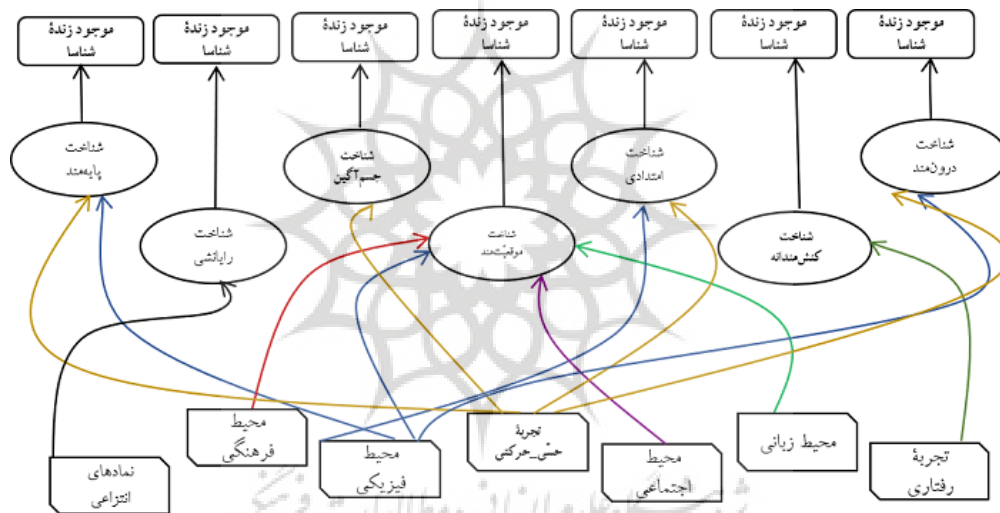 موجود زندهٔ
شناسا
موجود زندهٔ
شناسا
موجود زندهٔ
شناسا
موجود زندهٔ
شناسا
موجود زندهٔ
شناسا
موجود زندهٔ
شناسا
موجود زندهٔ
شناسا
شناخت
درون‌مند
شناخت
امتدادی
شناخت
جسم‌آگین
شناخت
پایه‌مند
شناخت
کنش‌مندانه
شناخت
موقعیّت‌مند
شناخت
رایانشی
تجربهٔ
رفتاری
محیط زبانی
محیط
اجتماعی
تجربهٔ
حسّی_حرکتی
محیط
فیزیکی
محیط
فرهنگی
نمادهای
انتزاعی